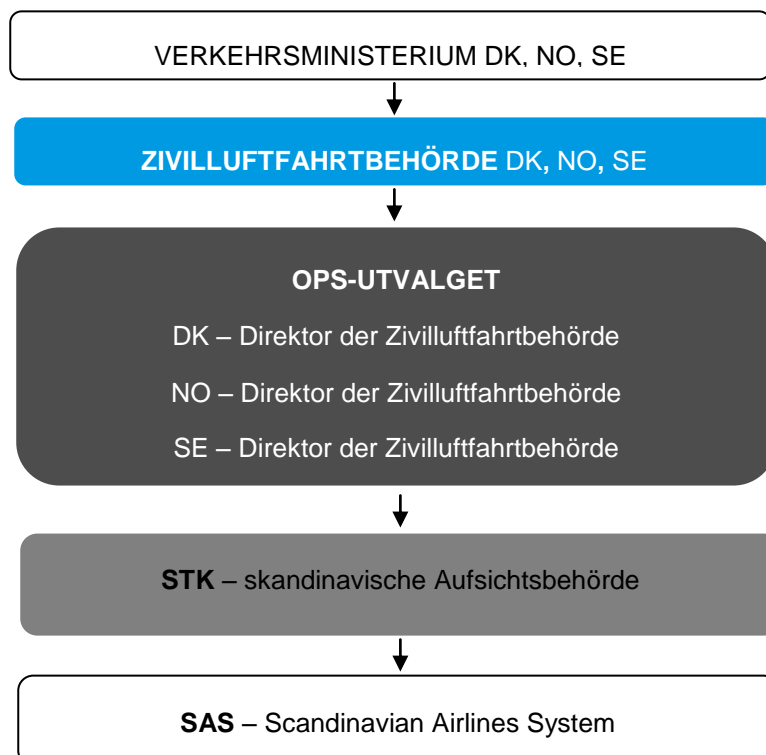 VERKEHRSMINISTERIUM DK, NO, SE
ZIVILLUFTFAHRTBEHÖRDE DK, NO, SE
OPS-UTVALGET
DK – Direktor der Zivilluftfahrtbehörde
NO – Direktor der Zivilluftfahrtbehörde
SE – Direktor der Zivilluftfahrtbehörde
STK – skandinavische Aufsichtsbehörde
SAS – Scandinavian Airlines System